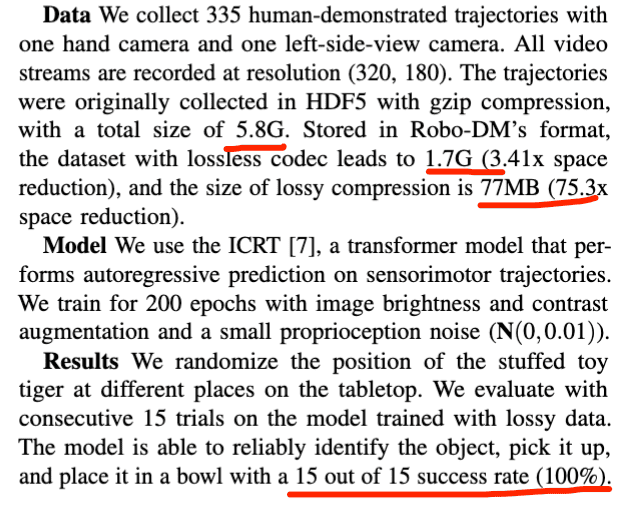 Data We collect 335 human-demonstrated trajectories with
one hand camera and one left-side-view camera. All video
streams are recorded at resolution (320, 180). The trajectories
were originally collected in HDF5 with gzip compression,
with a total size of 5.8G. Stored in Robo-DM's format,
the dataset with lossless codec leads to 1.7G (3.41x space
reduction), and the size of lossy compression is 77MB (75.3x
space reduction).
Model We use the ICRT [7], a transformer model that per-
forms autoregressive prediction on sensorimotor trajectories.
We train for 200 epochs with image brightness and contrast
augmentation and a small proprioception noise (N(0,0.01)).
Results We randomize the position of the stuffed toy
tiger at different places on the tabletop. We evaluate with
consecutive 15 trials on the model trained with lossy data.
The model is able to reliably identify the object, pick it up,
and place it in a bowl with a 15 out of 15 success rate (100%).